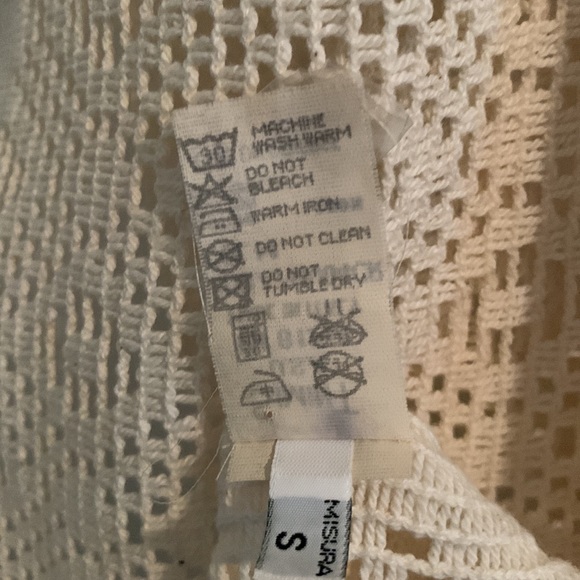 30
MACHINE
WASH WARM
DO NOT
BLEACH
WARM IRON
DO NOT CLEAN
DO NOT
TUMBLE DRY
MISURA
S